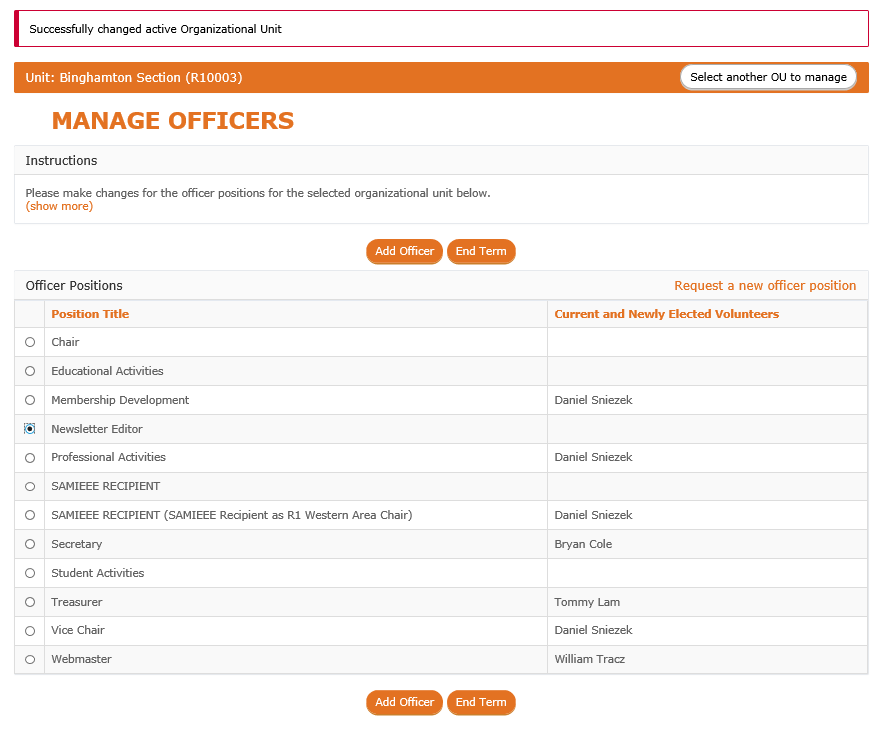 Successfully changed active Organizational Unit
Unit: Binghamton Section (R10003) Select another OU to manage
MANAGE OFFICERS
Instructions
Please make changes for the officer positions for the selected organizational unit below.
(show more)
Add Officer End Term
Officer Positions Request a new officer position
Position Title Current and Newly Elected Volunteers
Chair
Educational Activities
Membership Development Daniel Sniezek
Newsletter Editor
Professional Activities Daniel Sniezek
SAMIEEE RECIPIENT
SAMIEEE RECIPIENT (SAMIEEE Recipient as R1 Western Area Chair) Daniel Sniezek
Secretary Bryan Cole
Student Activities
Treasurer Tommy Lam
Vice Chair Daniel Sniezek
Webmaster William Tracz
Add Officer End Term